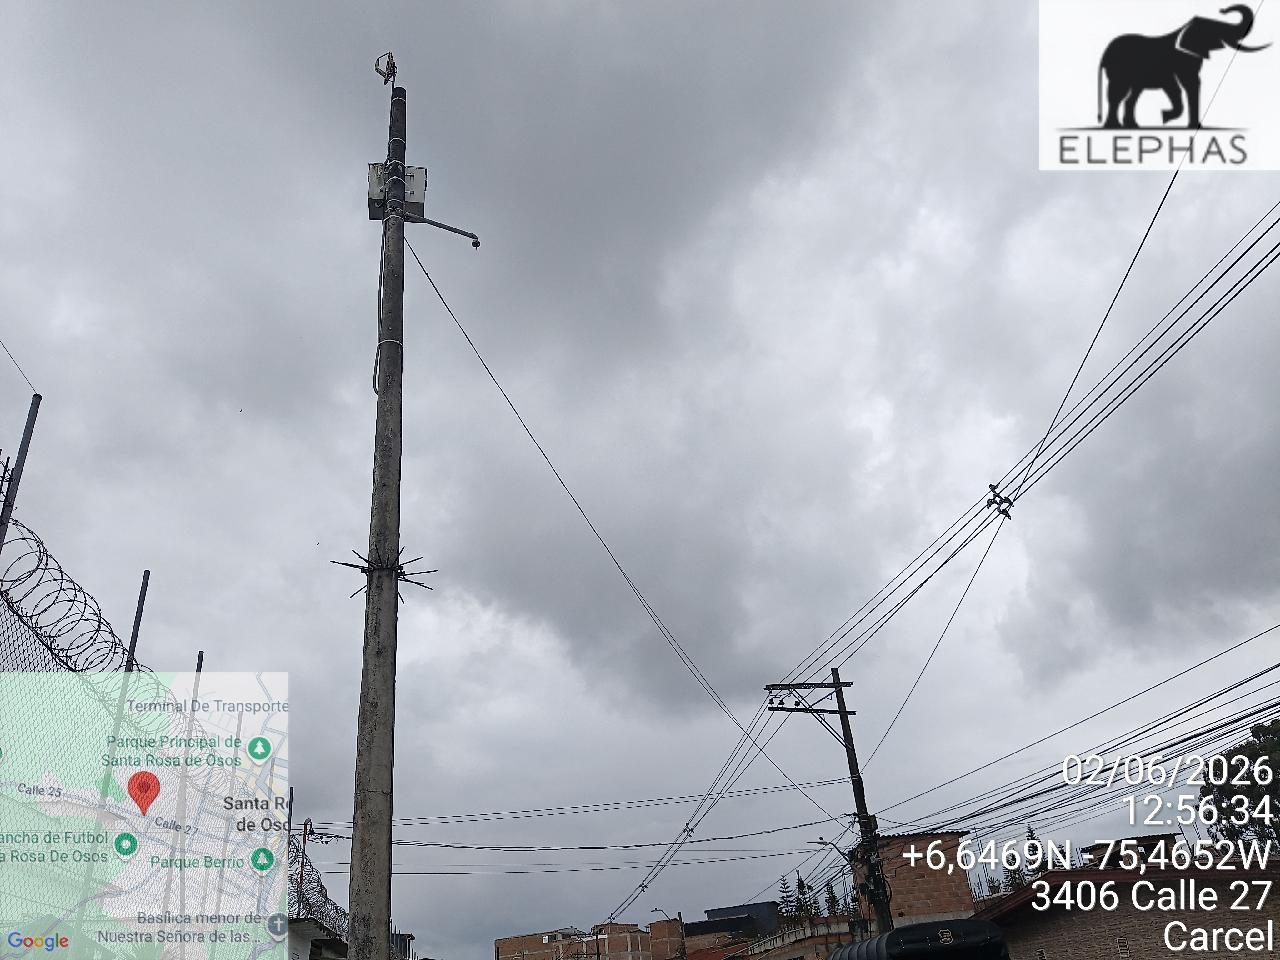 ELEPHAS
Terminal De Transporte
Parque Principal de
Santa Rosa de Osos
Calle 25
Calle 27
Santa R
de Oso
ancha de Futbol
a Rosa De Osos
Parque Berrio
Basílica menor de
Nuestra Señora de las...
Google
02/06/2026
12:56:34
+6,6469N -75,4652W
3406 Calle 27
Carcel